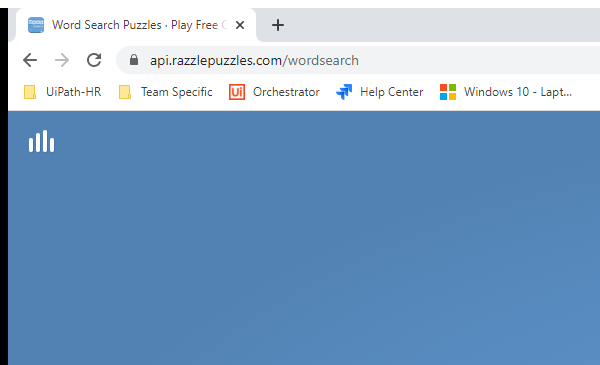 Word Search Puzzles · Play Free
api.razzlepuzzles.com/wordsearch
UiPath-HR Team Specific Ui Orchestrator Help Center Windows 10 - Lapt...